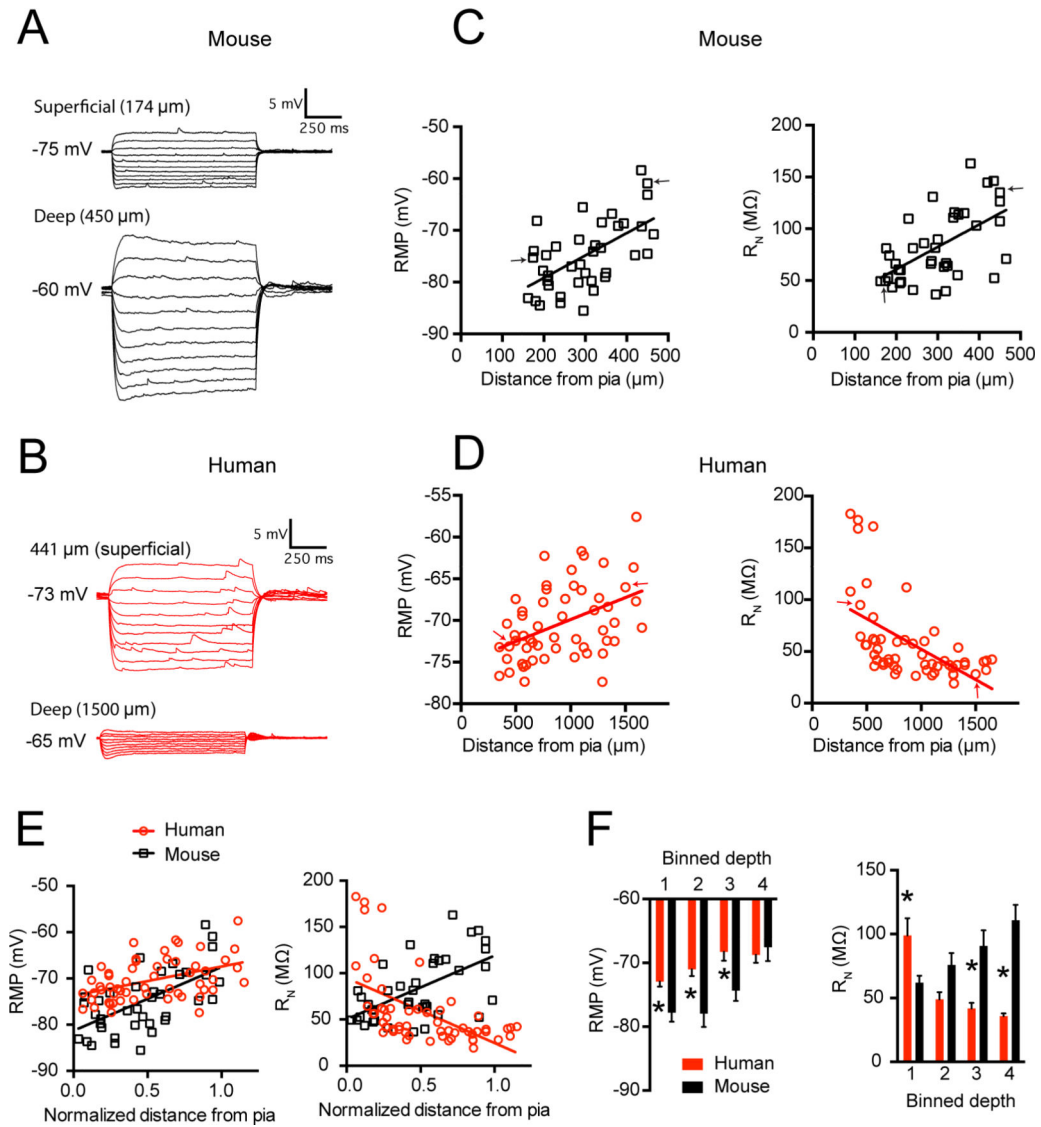 A
Mouse
Superficial (174 µm)
5 mV
250 ms
-75 mV
Deep (450 µm)
-60 mV
C
Mouse
-50
-60
-70
-80
-90
RMP (mV)
0 100 200 300 400 500
Distance from pia (µm)
200
150
100
50
0
R_N (MΩ)
0 100 200 300 400 500
Distance from pia (µm)
B
Human
441 µm (superficial)
5 mV
250 ms
-73 mV
Deep (1500 µm)
-65 mV
D
Human
-55
-60
-65
-70
-75
-80
RMP (mV)
0 500 1000 1500
Distance from pia (µm)
200
150
100
50
0
R_N (MΩ)
0 500 1000 1500
Distance from pia (µm)
E
Human
Mouse
-50
-60
-70
-80
-90
RMP (mV)
0.0 0.5 1.0
Normalized distance from pia
200
150
100
50
0
R_N (MΩ)
0.0 0.5 1.0
Normalized distance from pia
F
Binned depth
1 2 3 4
-60
-70
-80
-90
RMP (mV)
* * *
Human
Mouse
150
100
50
0
R_N (MΩ)
* * *
1 2 3 4
Binned depth